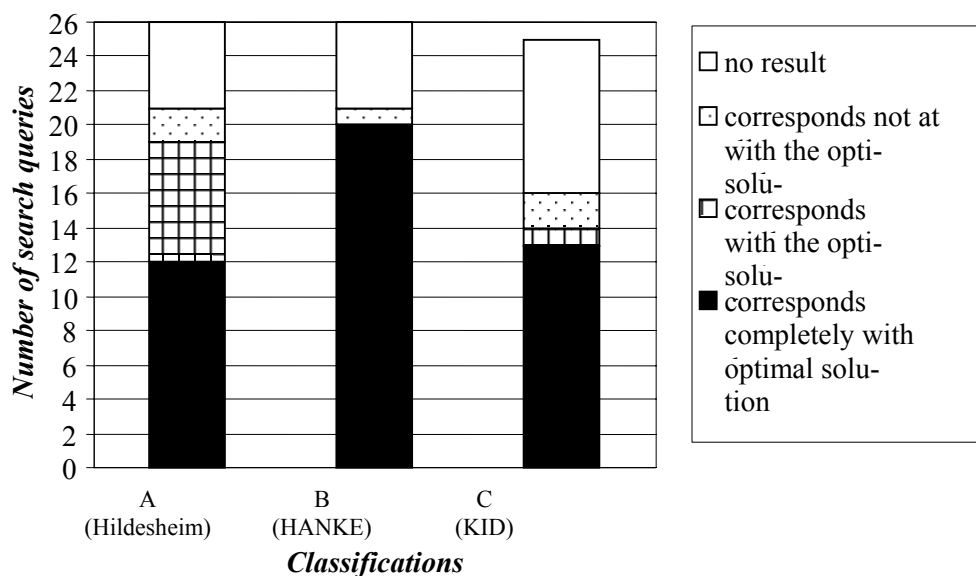 26
24
22
20
18
16
14
12
10
8
6
4
2
0
Number of search queries
A
(Hildesheim)
B
(HANKE)
C
(KID)
Classifications
no result
corresponds not at
with the opti-
solu-
corresponds
with the opti-
solu-
corresponds
completely with
optimal solu-
tion